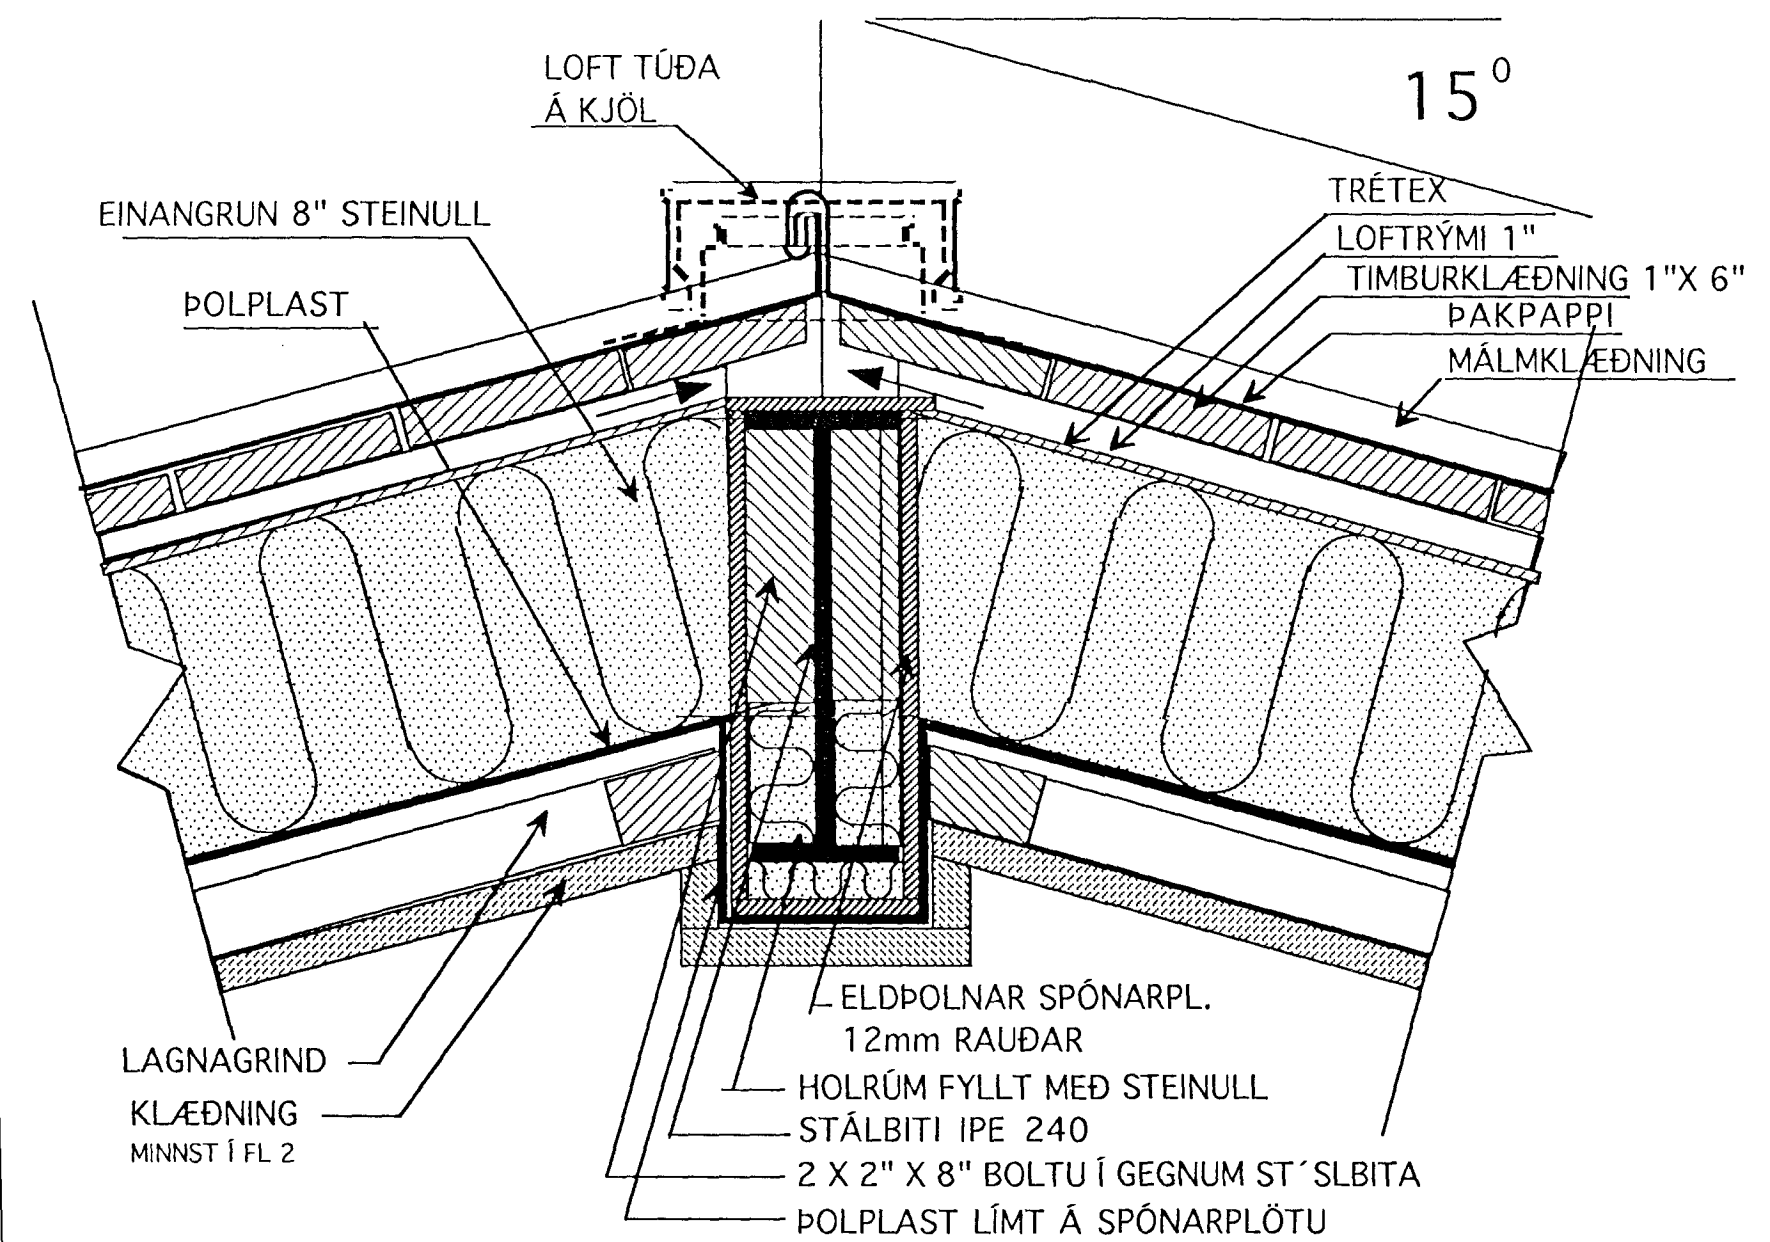 LOFT TÚÐA
Á KJÖL
15°
EINANGRUN 8" STEINULL
ÞOLPLAST
TRÉTEX
LOFTRÝMI 1"
TIMBURKLÆÐNING 1"X 6"
ÞAKPAPPI
MÁLMKLÆÐNING
LAGNAGRIND
KLÆÐNING
MINNST Í FL 2
ELDÞOLNAR SPÓNARPL.
12mm RAUÐAR
HOLRÚM FYLLT MEÐ STEINULL
STÁLBITI IPE 240
2 X 2" X 8" BOLTU Í GEGNUM ST´SLBITA
ÞOLPLAST LÍMT Á SPÓNARPLÖTU